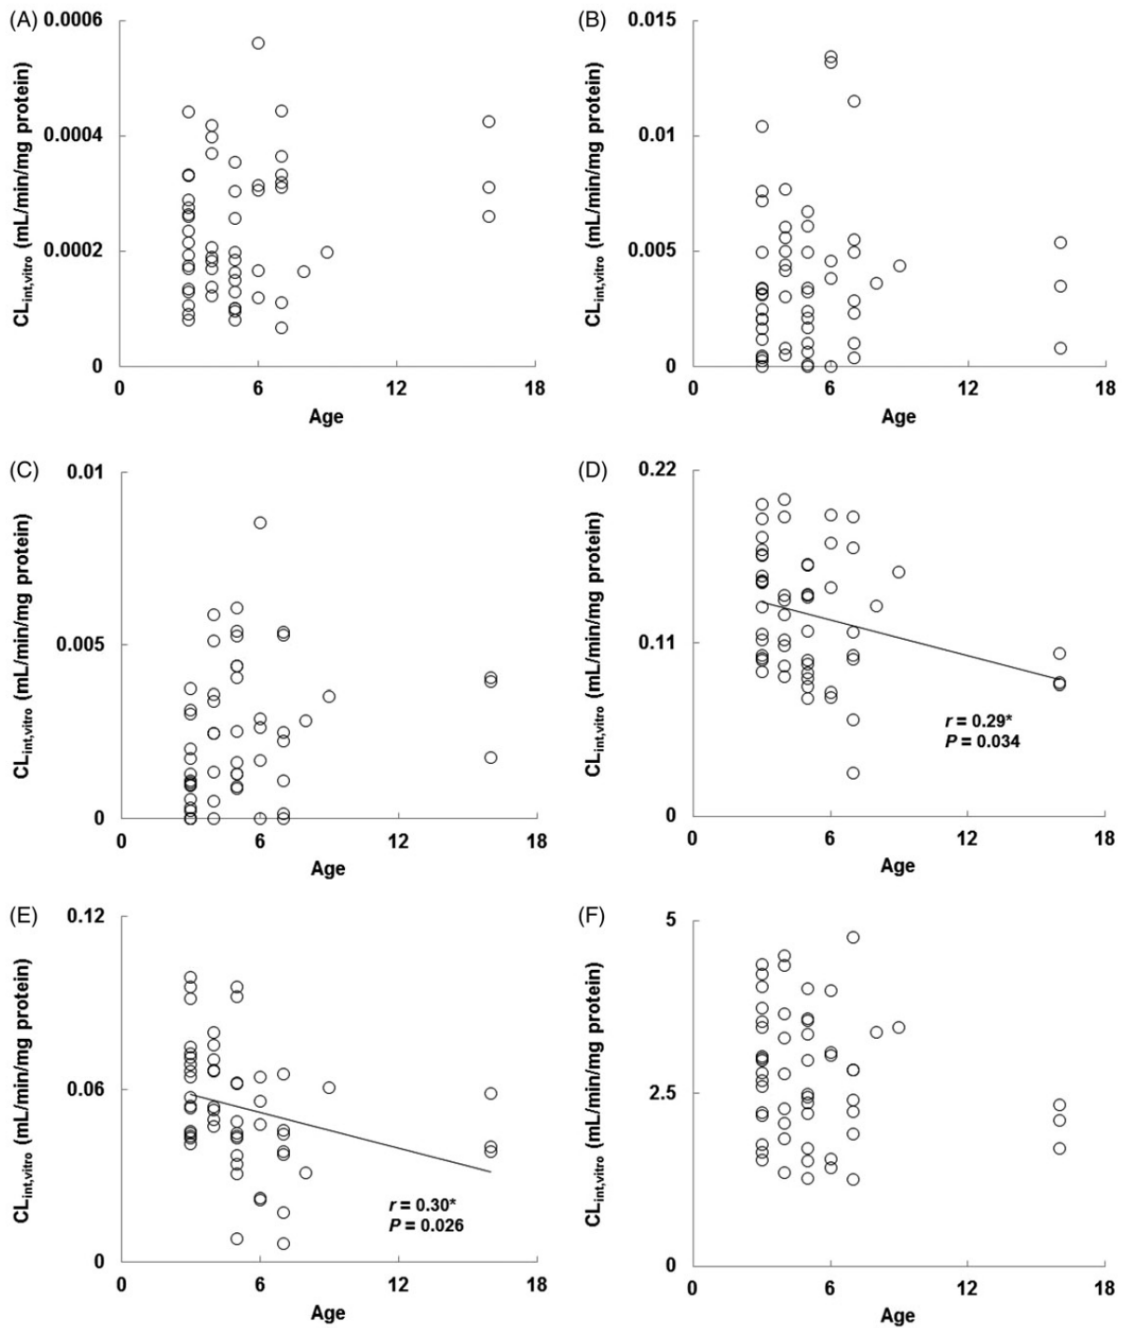 (A)
0.0006
0.0004
0.0002
0
CLint,vitro (mL/min/mg protein)
0 6 12 18
Age
(B)
0.015
0.01
0.005
0
CLint,vitro (mL/min/mg protein)
0 6 12 18
Age
(C)
0.01
0.005
0
CLint,vitro (mL/min/mg protein)
0 6 12 18
Age
(D)
0.22
0.11
0
CLint,vitro (mL/min/mg protein)
r = 0.29*
P = 0.034
0 6 12 18
Age
(E)
0.12
0.06
0
CLint,vitro (mL/min/mg protein)
r = 0.30*
P = 0.026
0 6 12 18
Age
(F)
5
2.5
0
CLint,vitro (mL/min/mg protein)
0 6 12 18
Age